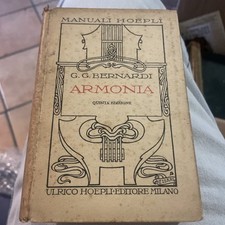 MANUALI HOEPLI
G. G. BERNARDI
ARMONIA
QUINTA EDIZIONE
ULRICO HOEPLI-EDITORE MILANO